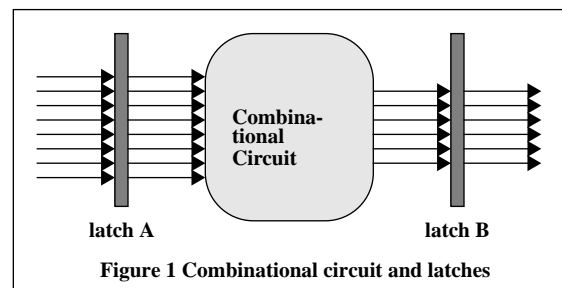 Combina-
tional
Circuit
latch A
latch B
Figure 1 Combinational circuit and latches